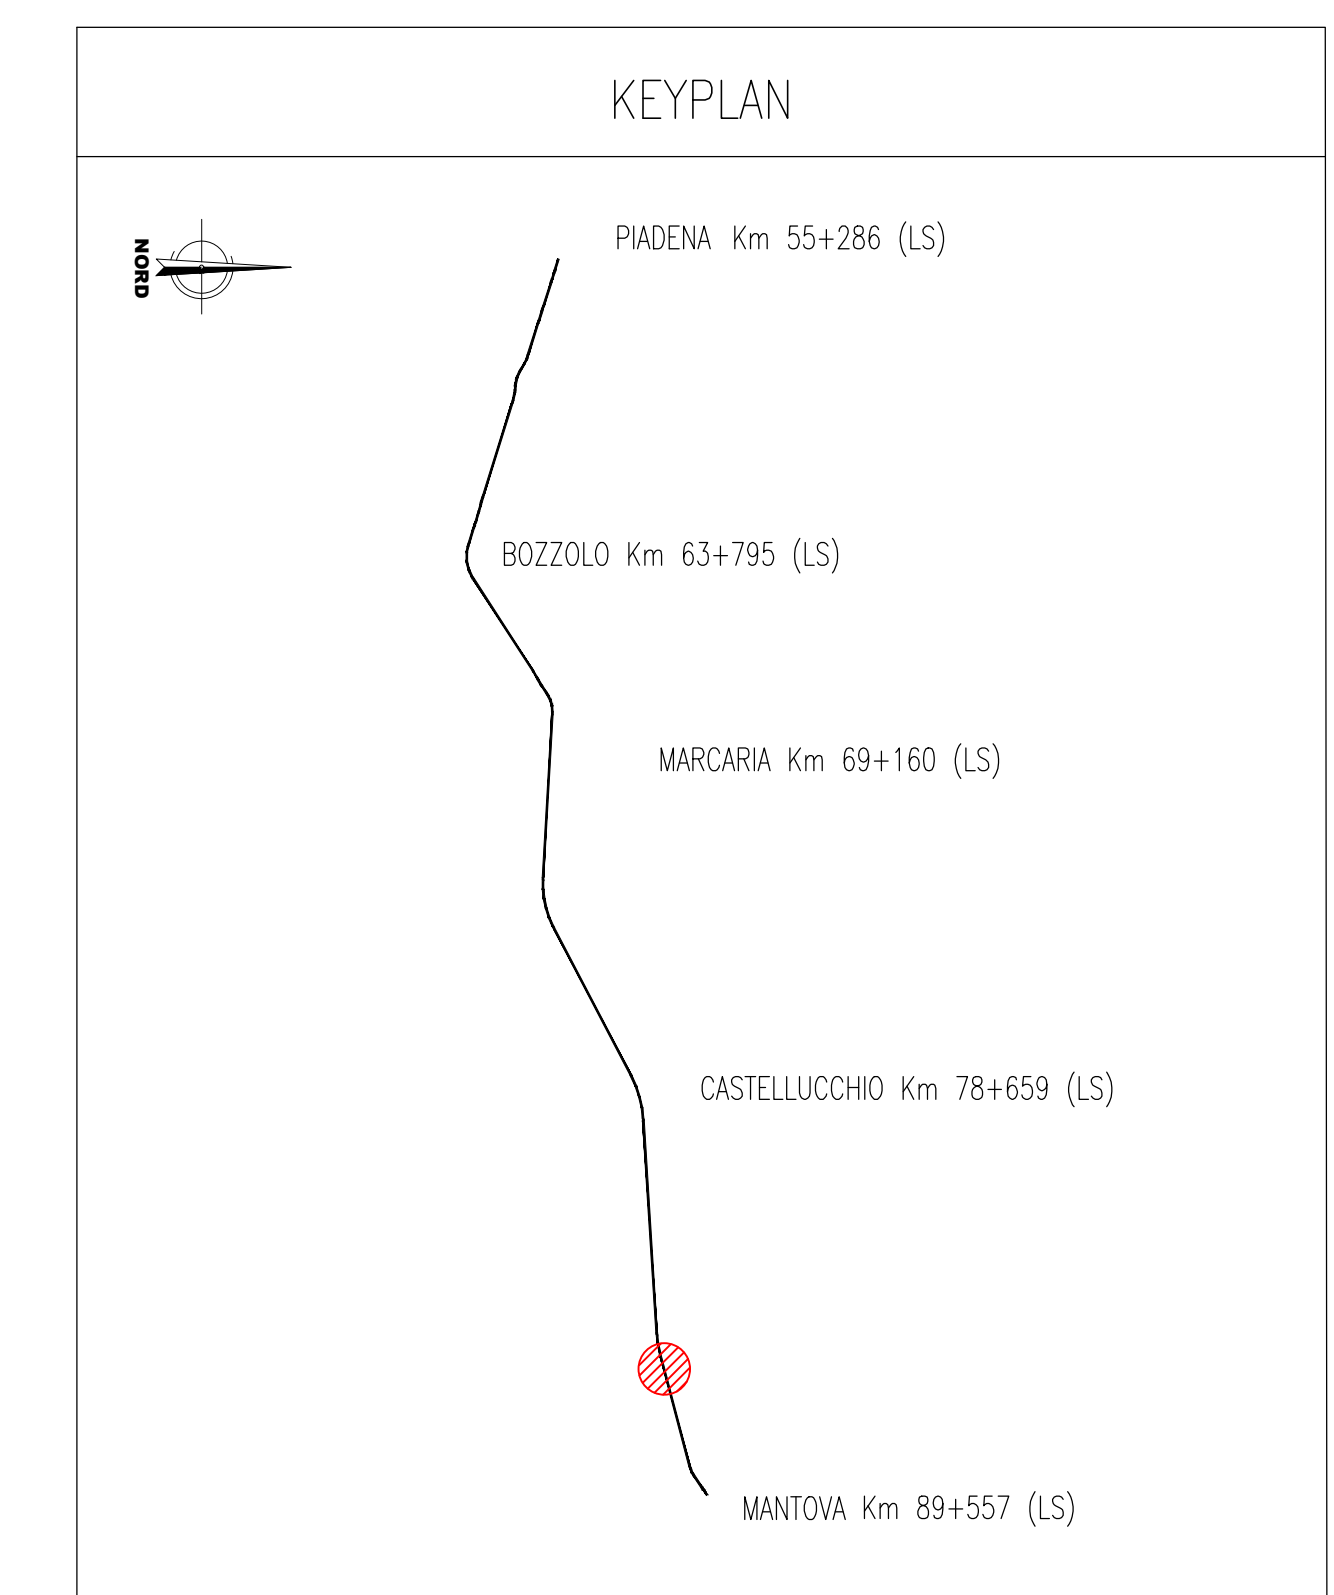 KEYPLAN
NORD
PIADENA Km 55+286 (LS)
BOZZOLO Km 63+795 (LS)
MARCARIA Km 69+160 (LS)
CASTELLUCCHIO Km 78+659 (LS)
MANTOVA Km 89+557 (LS)